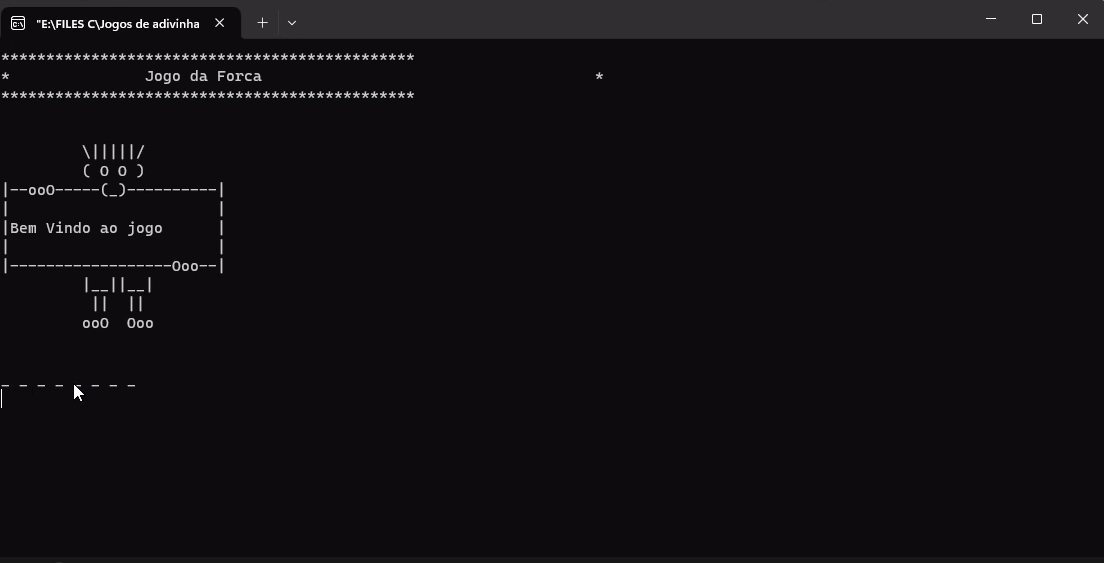 "E:\FILES C\Jogos de adivinha
**********************************************
*               Jogo da Forca                                     *
**********************************************
         \|||||/
         ( O O )
|--ooO-----(_)----------|
|                       |
|Bem Vindo ao jogo      |
|                       |
|------------------Ooo--|
         |__||__|
          ||  ||
         ooO  Ooo
_ _ _ _ _ _ _ _